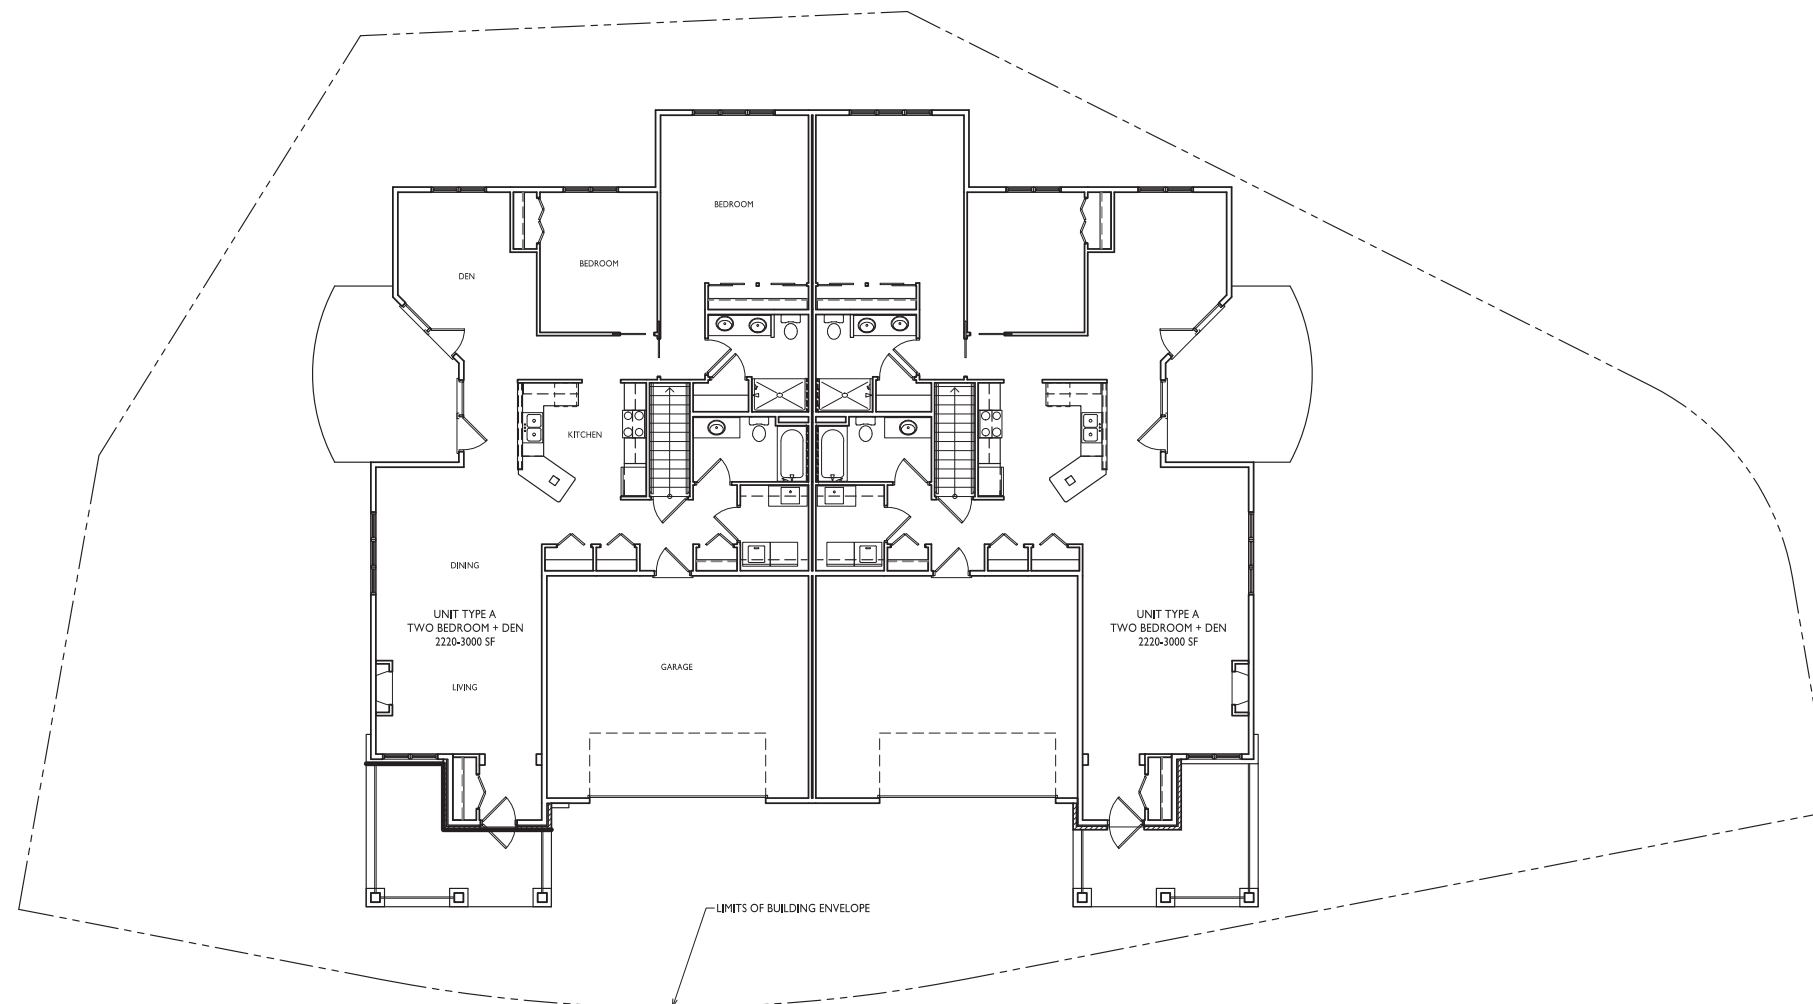 BEDROOM
BEDROOM
DEN
KITCHEN
DINING
UNIT TYPE A
TWO BEDROOM + DEN
2220-3000 SF
UNIT TYPE A
TWO BEDROOM + DEN
2220-3000 SF
GARAGE
LIVING
LIMITS OF BUILDING ENVELOPE